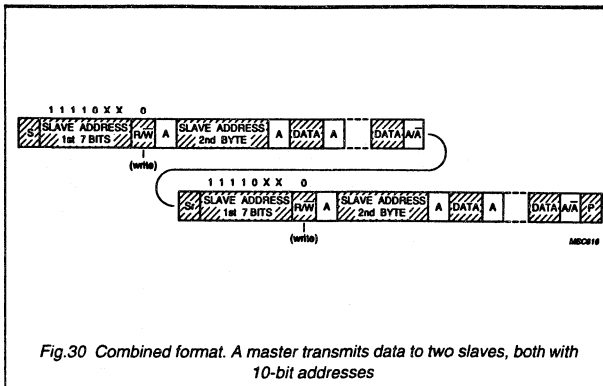 1 1 1 1 0 X X 0
S SLAVE ADDRESS 1st 7 BITS R/W̅ A SLAVE ADDRESS 2nd BYTE A DATA A DATA A/A̅
(write)
1 1 1 1 0 X X 0
Sr SLAVE ADDRESS 1st 7 BITS R/W̅ A SLAVE ADDRESS 2nd BYTE A DATA A DATA A/A̅ P
(write)
MBC616
Fig.30 Combined format. A master transmits data to two slaves, both with
10-bit addresses